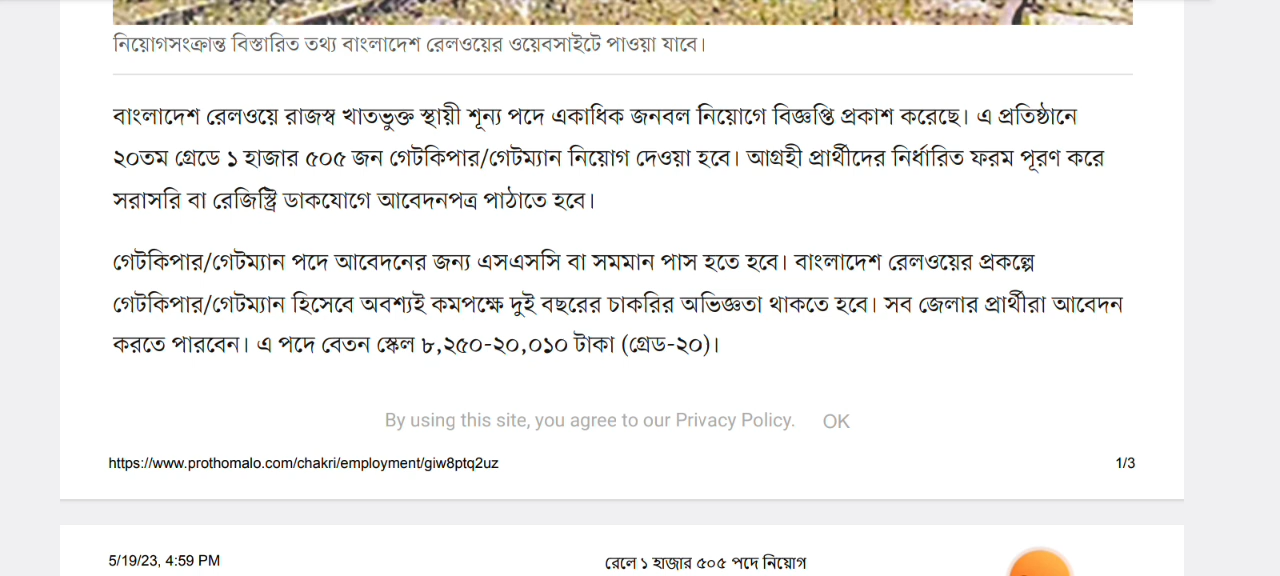 নিয়োগসংক্রান্ত বিস্তারিত তথ্য বাংলাদেশ রেলওয়ের ওয়েবসাইটে পাওয়া যাবে।
বাংলাদেশ রেলওয়ে রাজস্ব খাতভুক্ত স্থায়ী শূন্য পদে একাধিক জনবল নিয়োগে বিজ্ঞপ্তি প্রকাশ করেছে। এ প্রতিষ্ঠানে
২০তম গ্রেডে ১ হাজার ৫০৫ জন গেটকিপার/গেটম্যান নিয়োগ দেওয়া হবে। আগ্রহী প্রার্থীদের নির্ধারিত ফরম পূরণ করে
সরাসরি বা রেজিস্ট্রি ডাকযোগে আবেদনপত্র পাঠাতে হবে।
গেটকিপার/গেটম্যান পদে আবেদনের জন্য এসএসসি বা সমমান পাস হতে হবে। বাংলাদেশ রেলওয়ের প্রকল্পে
গেটকিপার/গেটম্যান হিসেবে অবশ্যই কমপক্ষে দুই বছরের চাকরির অভিজ্ঞতা থাকতে হবে। সব জেলার প্রার্থীরা আবেদন
করতে পারবেন। এ পদে বেতন স্কেল ৮,২৫০-২০,০১০ টাকা (গ্রেড-২০)।
By using this site, you agree to our Privacy Policy. OK
https://www.prothomalo.com/chakri/employment/giw8ptq2uz 1/3
5/19/23, 4:59 PM রেলে ১ হাজার ৫০৫ পদে নিয়োগ